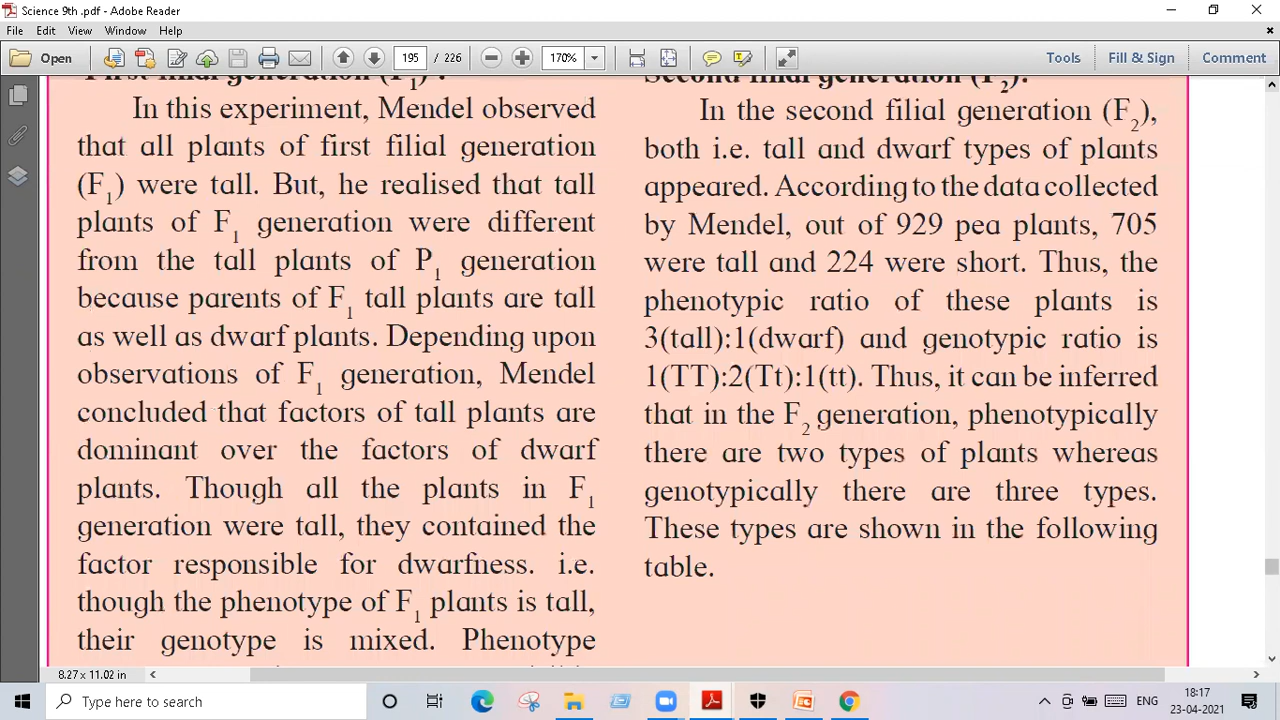 Science 9th .pdf - Adobe Reader
File Edit View Window Help
Open 195 / 226 170% Tools Fill & Sign Comment
First filial generation (F1) :
In this experiment, Mendel observed
that all plants of first filial generation
(F1) were tall. But, he realised that tall
plants of F1 generation were different
from the tall plants of P1 generation
because parents of F1 tall plants are tall
as well as dwarf plants. Depending upon
observations of F1 generation, Mendel
concluded that factors of tall plants are
dominant over the factors of dwarf
plants. Though all the plants in F1
generation were tall, they contained the
factor responsible for dwarfness. i.e.
though the phenotype of F1 plants is tall,
their genotype is mixed. Phenotype
Second filial generation (F2):
In the second filial generation (F2),
both i.e. tall and dwarf types of plants
appeared. According to the data collected
by Mendel, out of 929 pea plants, 705
were tall and 224 were short. Thus, the
phenotypic ratio of these plants is
3(tall):1(dwarf) and genotypic ratio is
1(TT):2(Tt):1(tt). Thus, it can be inferred
that in the F2 generation, phenotypically
there are two types of plants whereas
genotypically there are three types.
These types are shown in the following
table.
8.27 x 11.02 in
Type here to search
ENG
18:17
23-04-2021